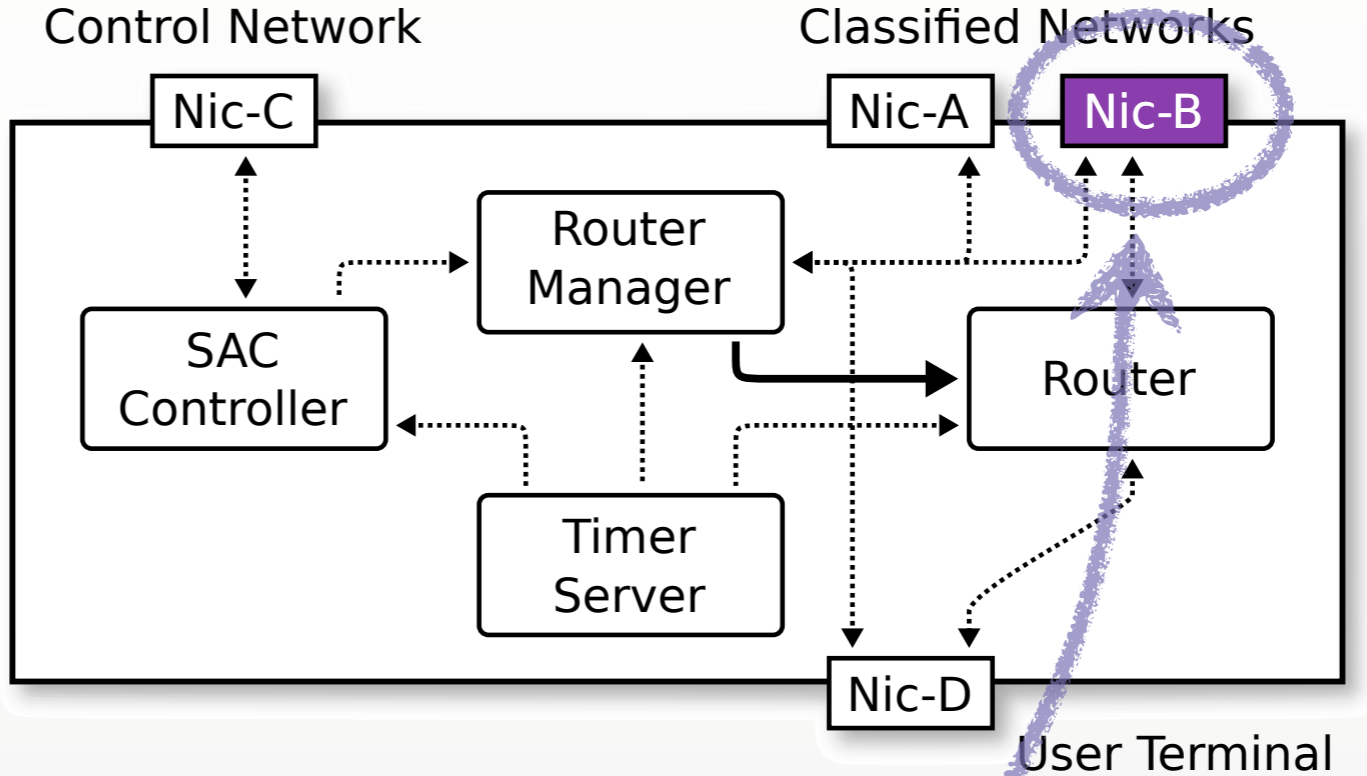 Control Network
Classified Networks
Nic-C
Nic-A
Nic-B
Router
Manager
SAC
Controller
Router
Timer
Server
Nic-D
User Terminal